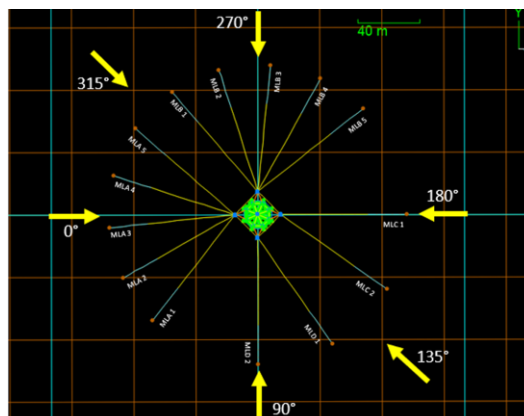 270°
Y
40 m
315°
MLB 1
MLB 2
MLB 3
MLB 4
MLB 5
MLA 5
MLA 4
180°
0°
MLA 3
MLC 1
MLA 2
MLA 1
MLC 2
MLD 1
MLD 2
135°
90°